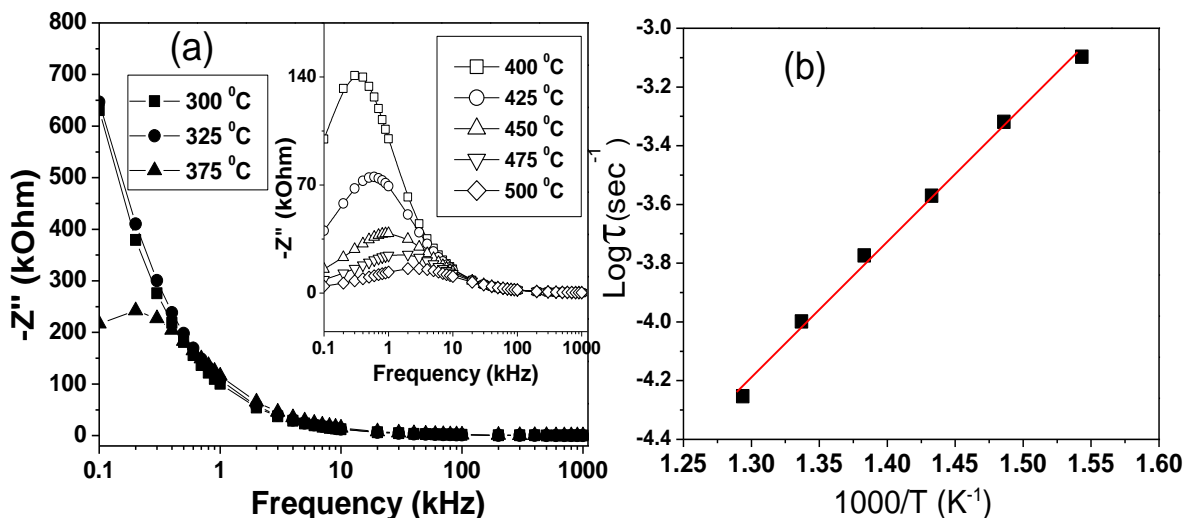 (a)
800
700
600
500
400
300
200
100
0
-Z" (kOhm)
0.1 1 10 100 1000
Frequency (kHz)
300 ⁰C
325 ⁰C
375 ⁰C
140
70
0
-Z" (kOhm)
0.1 1 10 100 1000
Frequency (kHz)
400 ⁰C
425 ⁰C
450 ⁰C
475 ⁰C
500 ⁰C
(b)
-3.0
-3.2
-3.4
-3.6
-3.8
-4.0
-4.2
-4.4
Logτ(sec⁻¹
1.25 1.30 1.35 1.40 1.45 1.50 1.55 1.60
1000/T (K⁻¹)